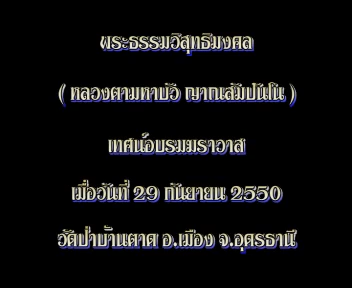 พระธรรมวิสุทธิมงคล
( หลวงตามหาบัว ญาณสัมปันโน )
เทศน์อบรมฆราวาส
เมื่อวันที่ 29 กันยายน 2550
วัดป่าบ้านตาด อ.เมือง จ.อุดรธานี